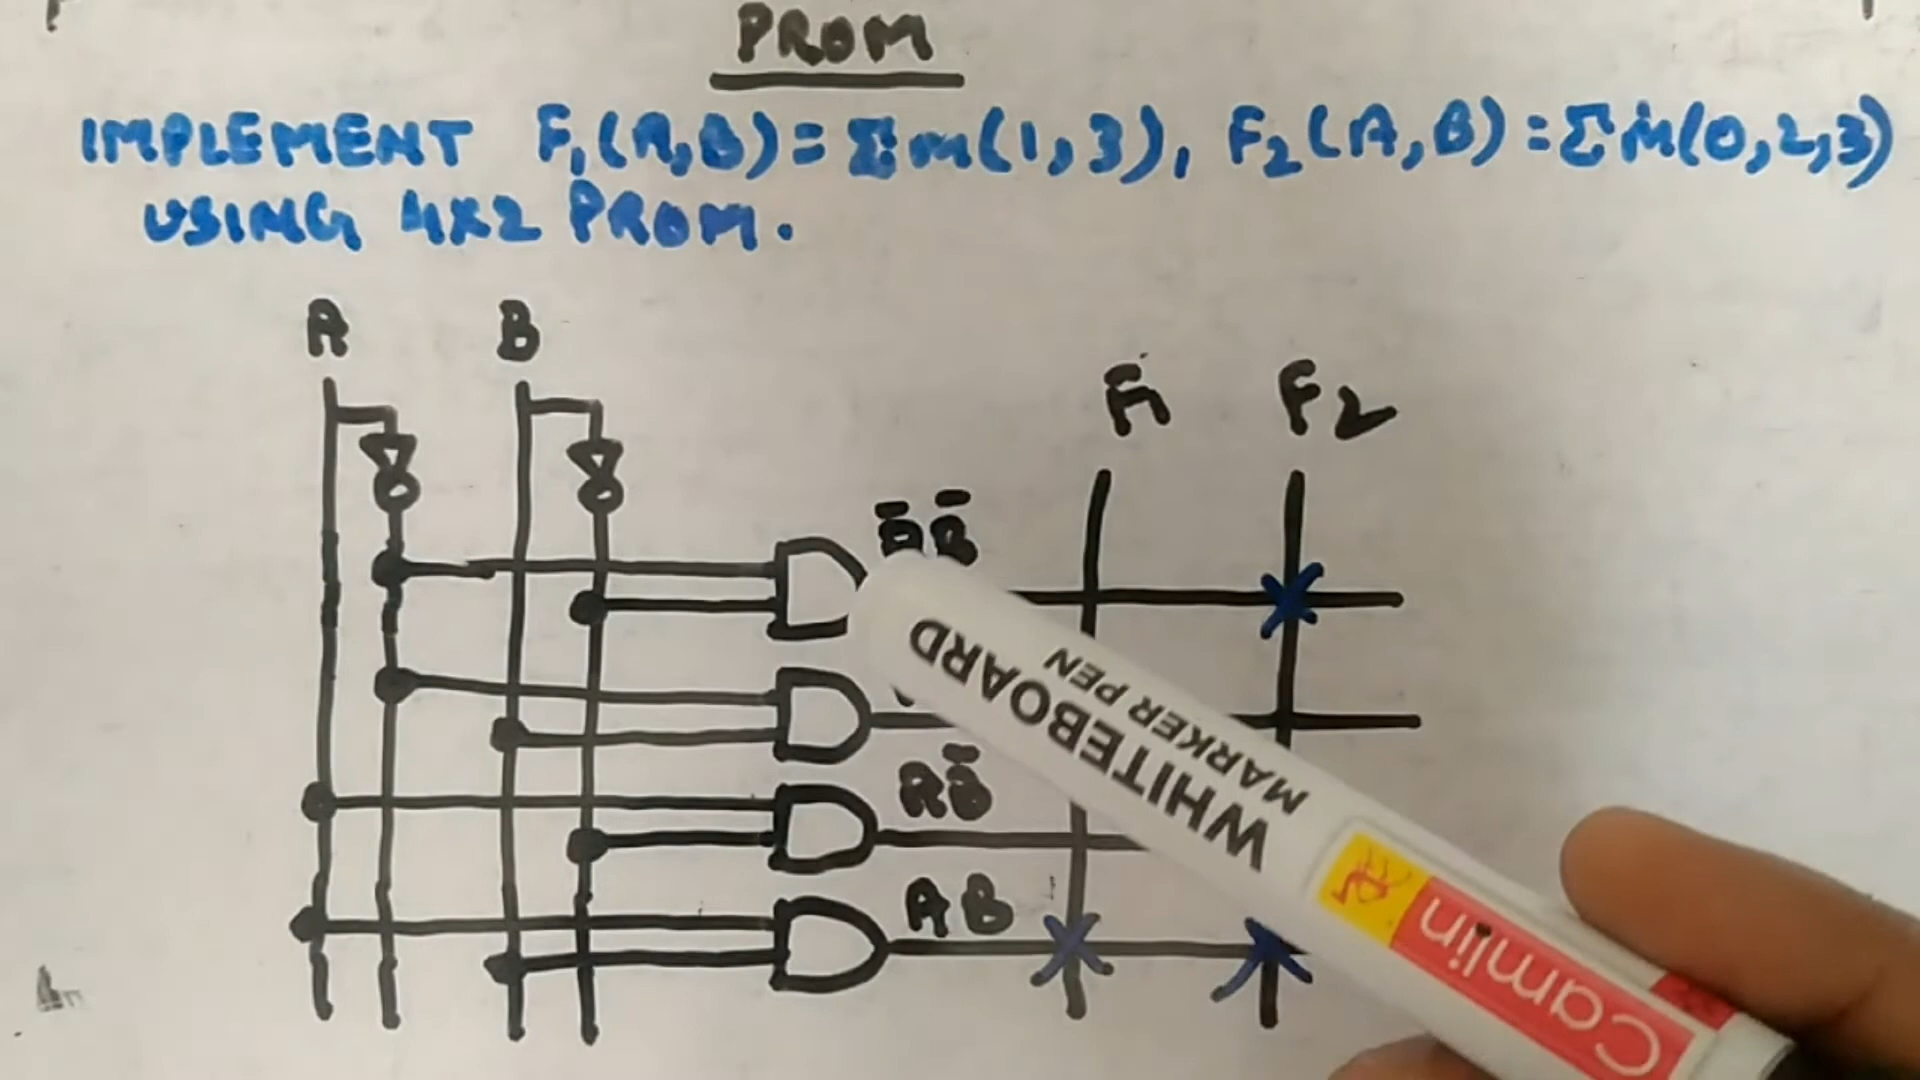 PROM
IMPLEMENT F₁(A,B)=Σm(1,3), F₂(A,B)=Σm(0,2,3)
USING 4x2 PROM.
A B
F1 F2
A̅B̅
AB̅
AB
WHITEBOARD
MARKER PEN
Camlin